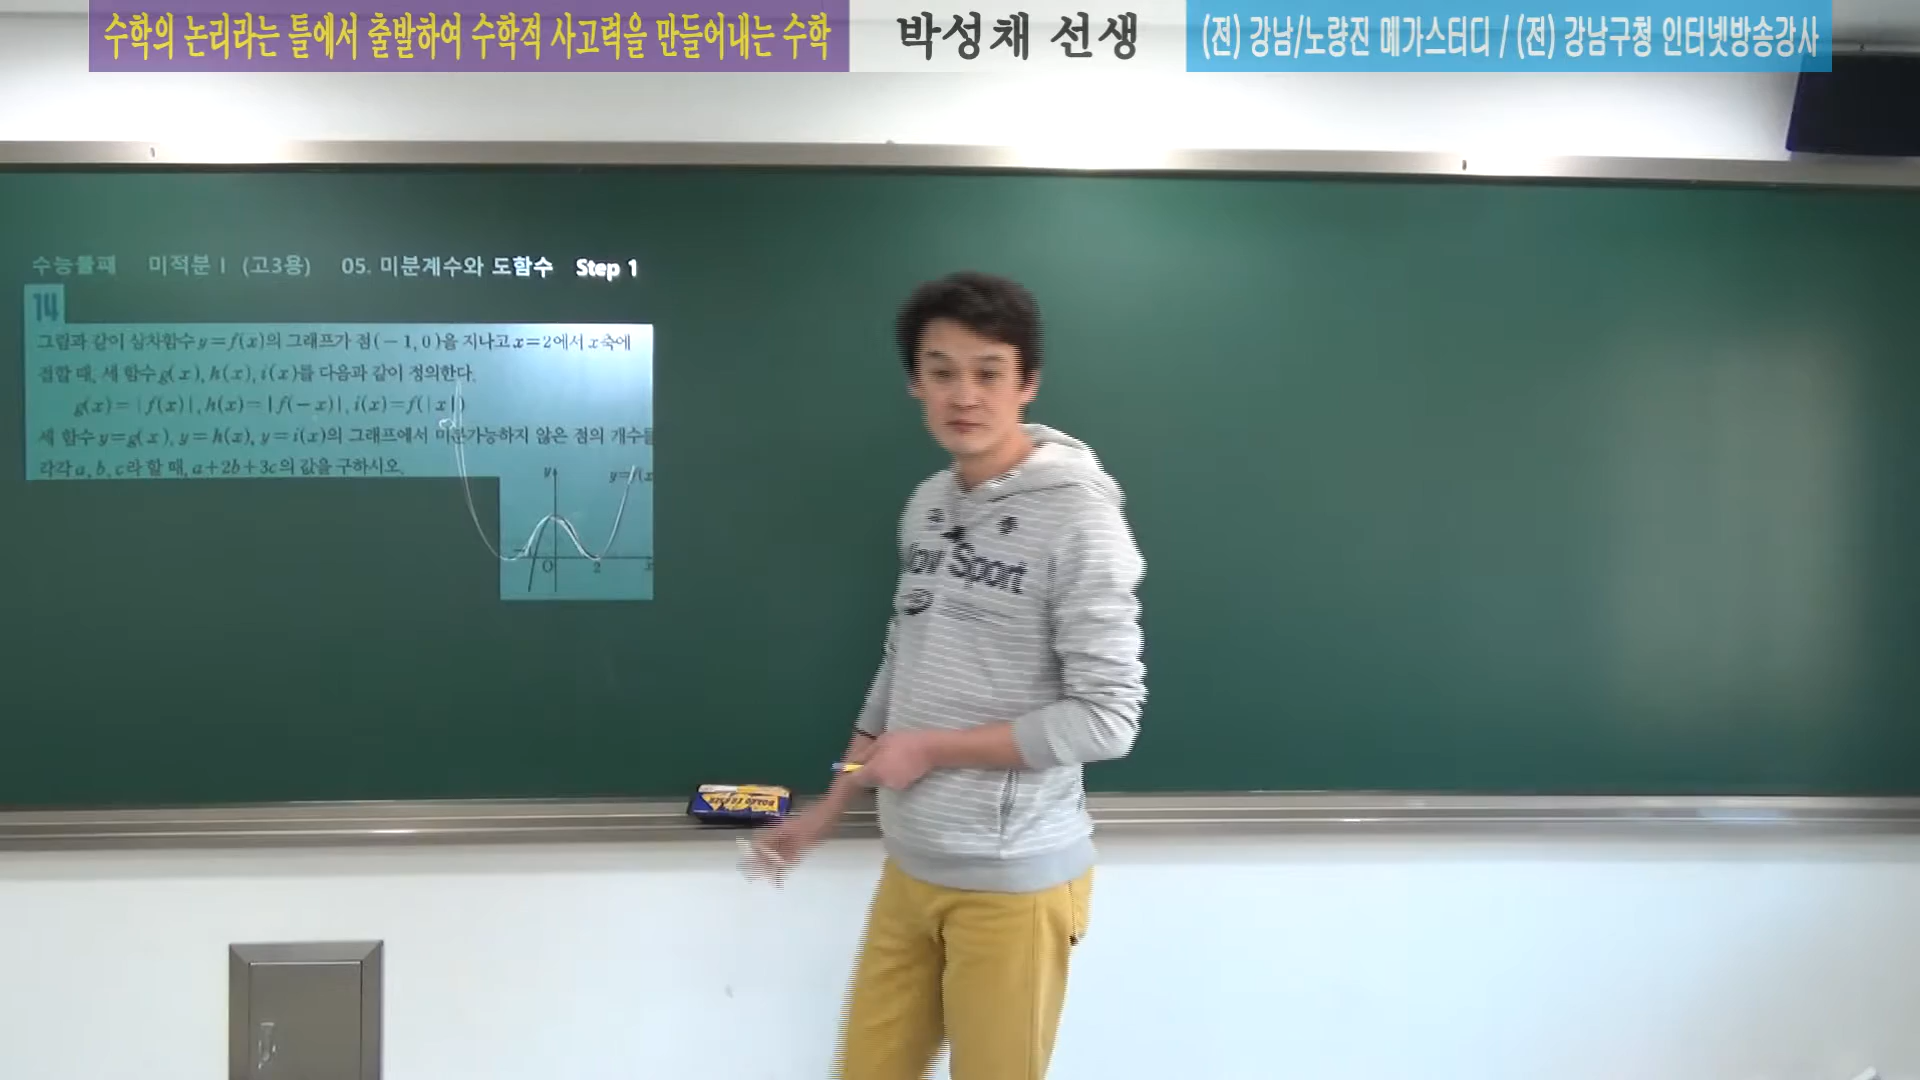 수학의 논리라는 틀에서 출발하여 수학적 사고력을 만들어내는 수학
박성채 선생
(전) 강남/노량진 메가스터디 / (전) 강남구청 인터넷방송강사
수능률패 미적분 I (고3용) 05. 미분계수와 도함수 Step 1
14
그림과 같이 삼차함수 y=f(x)의 그래프가 점(-1, 0)을 지나고 x=2에서 x축에
접할 때, 세 함수 g(x), h(x), i(x)를 다음과 같이 정의한다.
g(x)=|f(x)|, h(x)=|f(-x)|, i(x)=f(|x|)
세 함수 y=g(x), y=h(x), y=i(x)의 그래프에서 미분가능하지 않은 점의 개수를
각각 a, b, c라 할 때, a+2b+3c의 값을 구하시오.
y
y=f(x
O 2 x
Sport